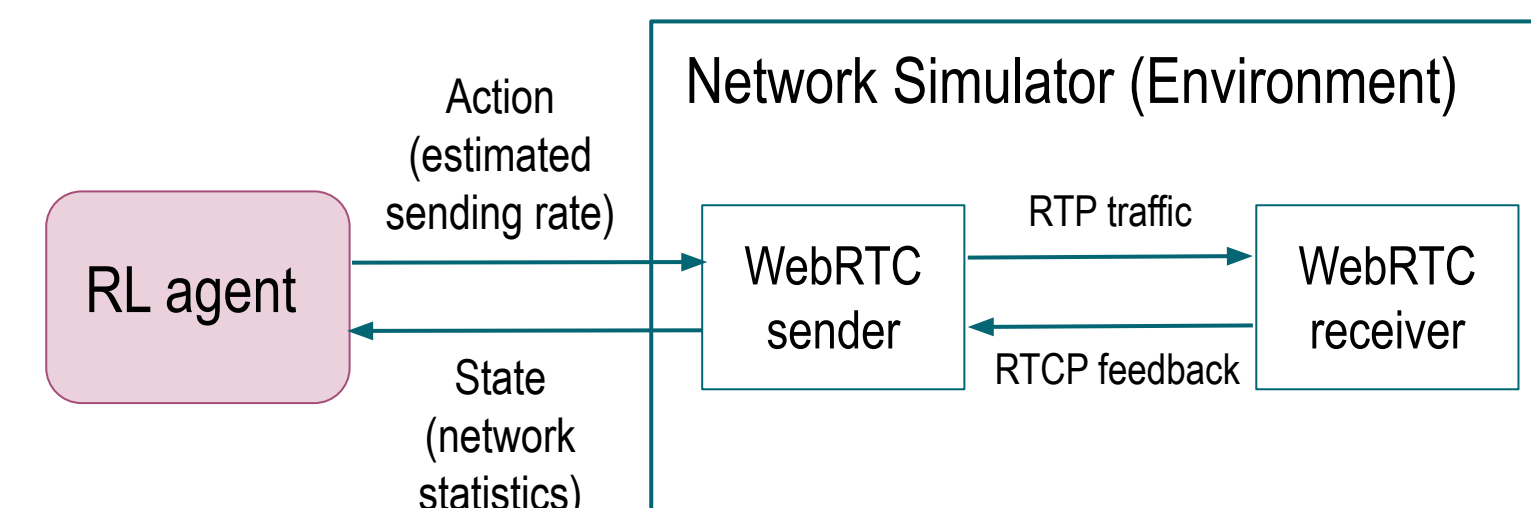 Network Simulator (Environment)
Action
(estimated
sending rate)
RL agent
State
(network
statistics)
WebRTC
sender
RTP traffic
RTCP feedback
WebRTC
receiver